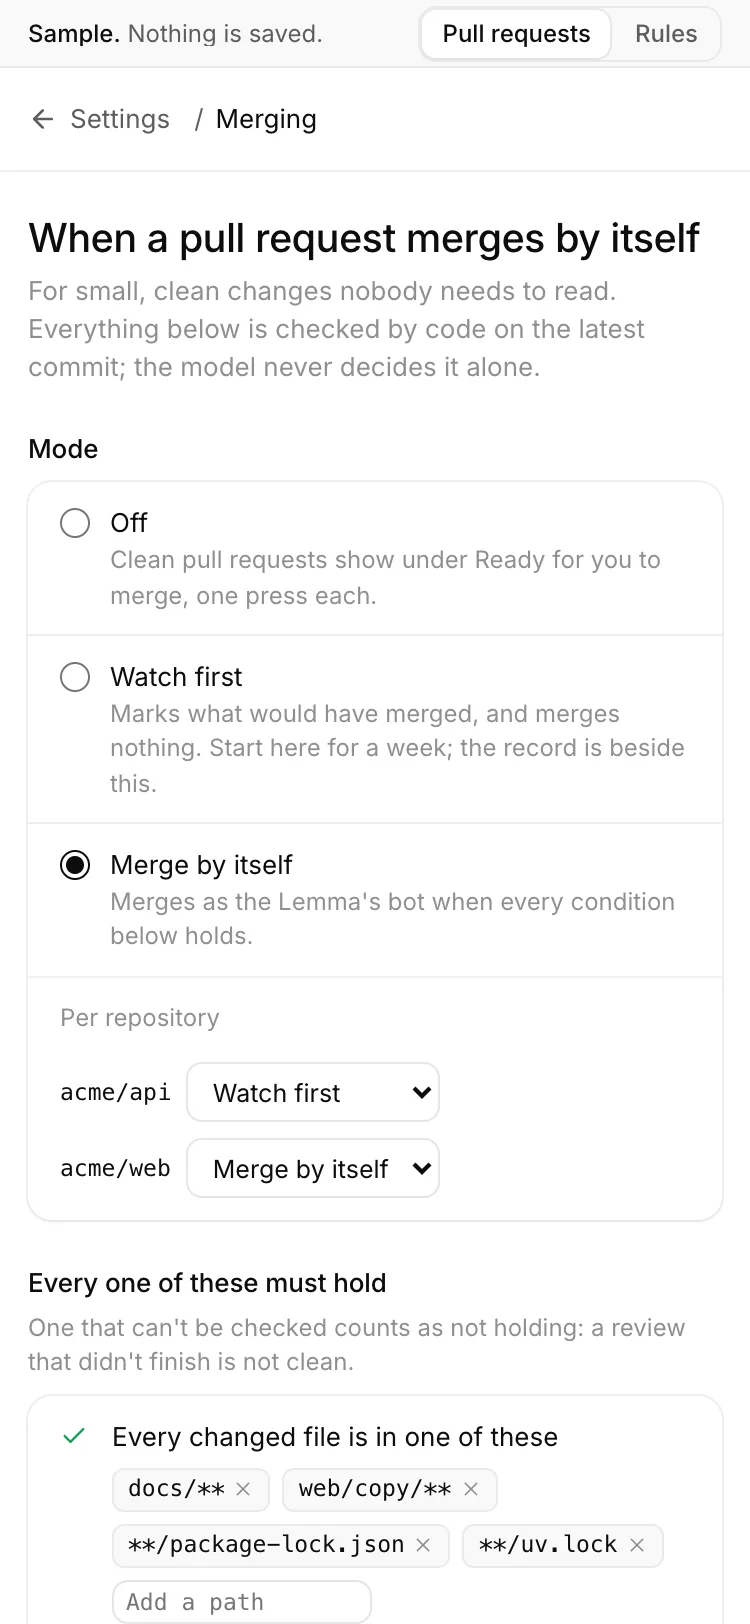 Sample. Nothing is saved.
Pull requests
Rules
← Settings / Merging
When a pull request merges by itself
For small, clean changes nobody needs to read.
Everything below is checked by code on the latest
commit; the model never decides it alone.
Mode
Off
Clean pull requests show under Ready for you to
merge, one press each.
Watch first
Marks what would have merged, and merges
nothing. Start here for a week; the record is beside
this.
Merge by itself
Merges as the Lemma's bot when every condition
below holds.
Per repository
acme/api Watch first
acme/web Merge by itself
Every one of these must hold
One that can't be checked counts as not holding: a review
that didn't finish is not clean.
Every changed file is in one of these
docs/** × web/copy/** ×
**/package-lock.json × **/uv.lock ×
Add a path